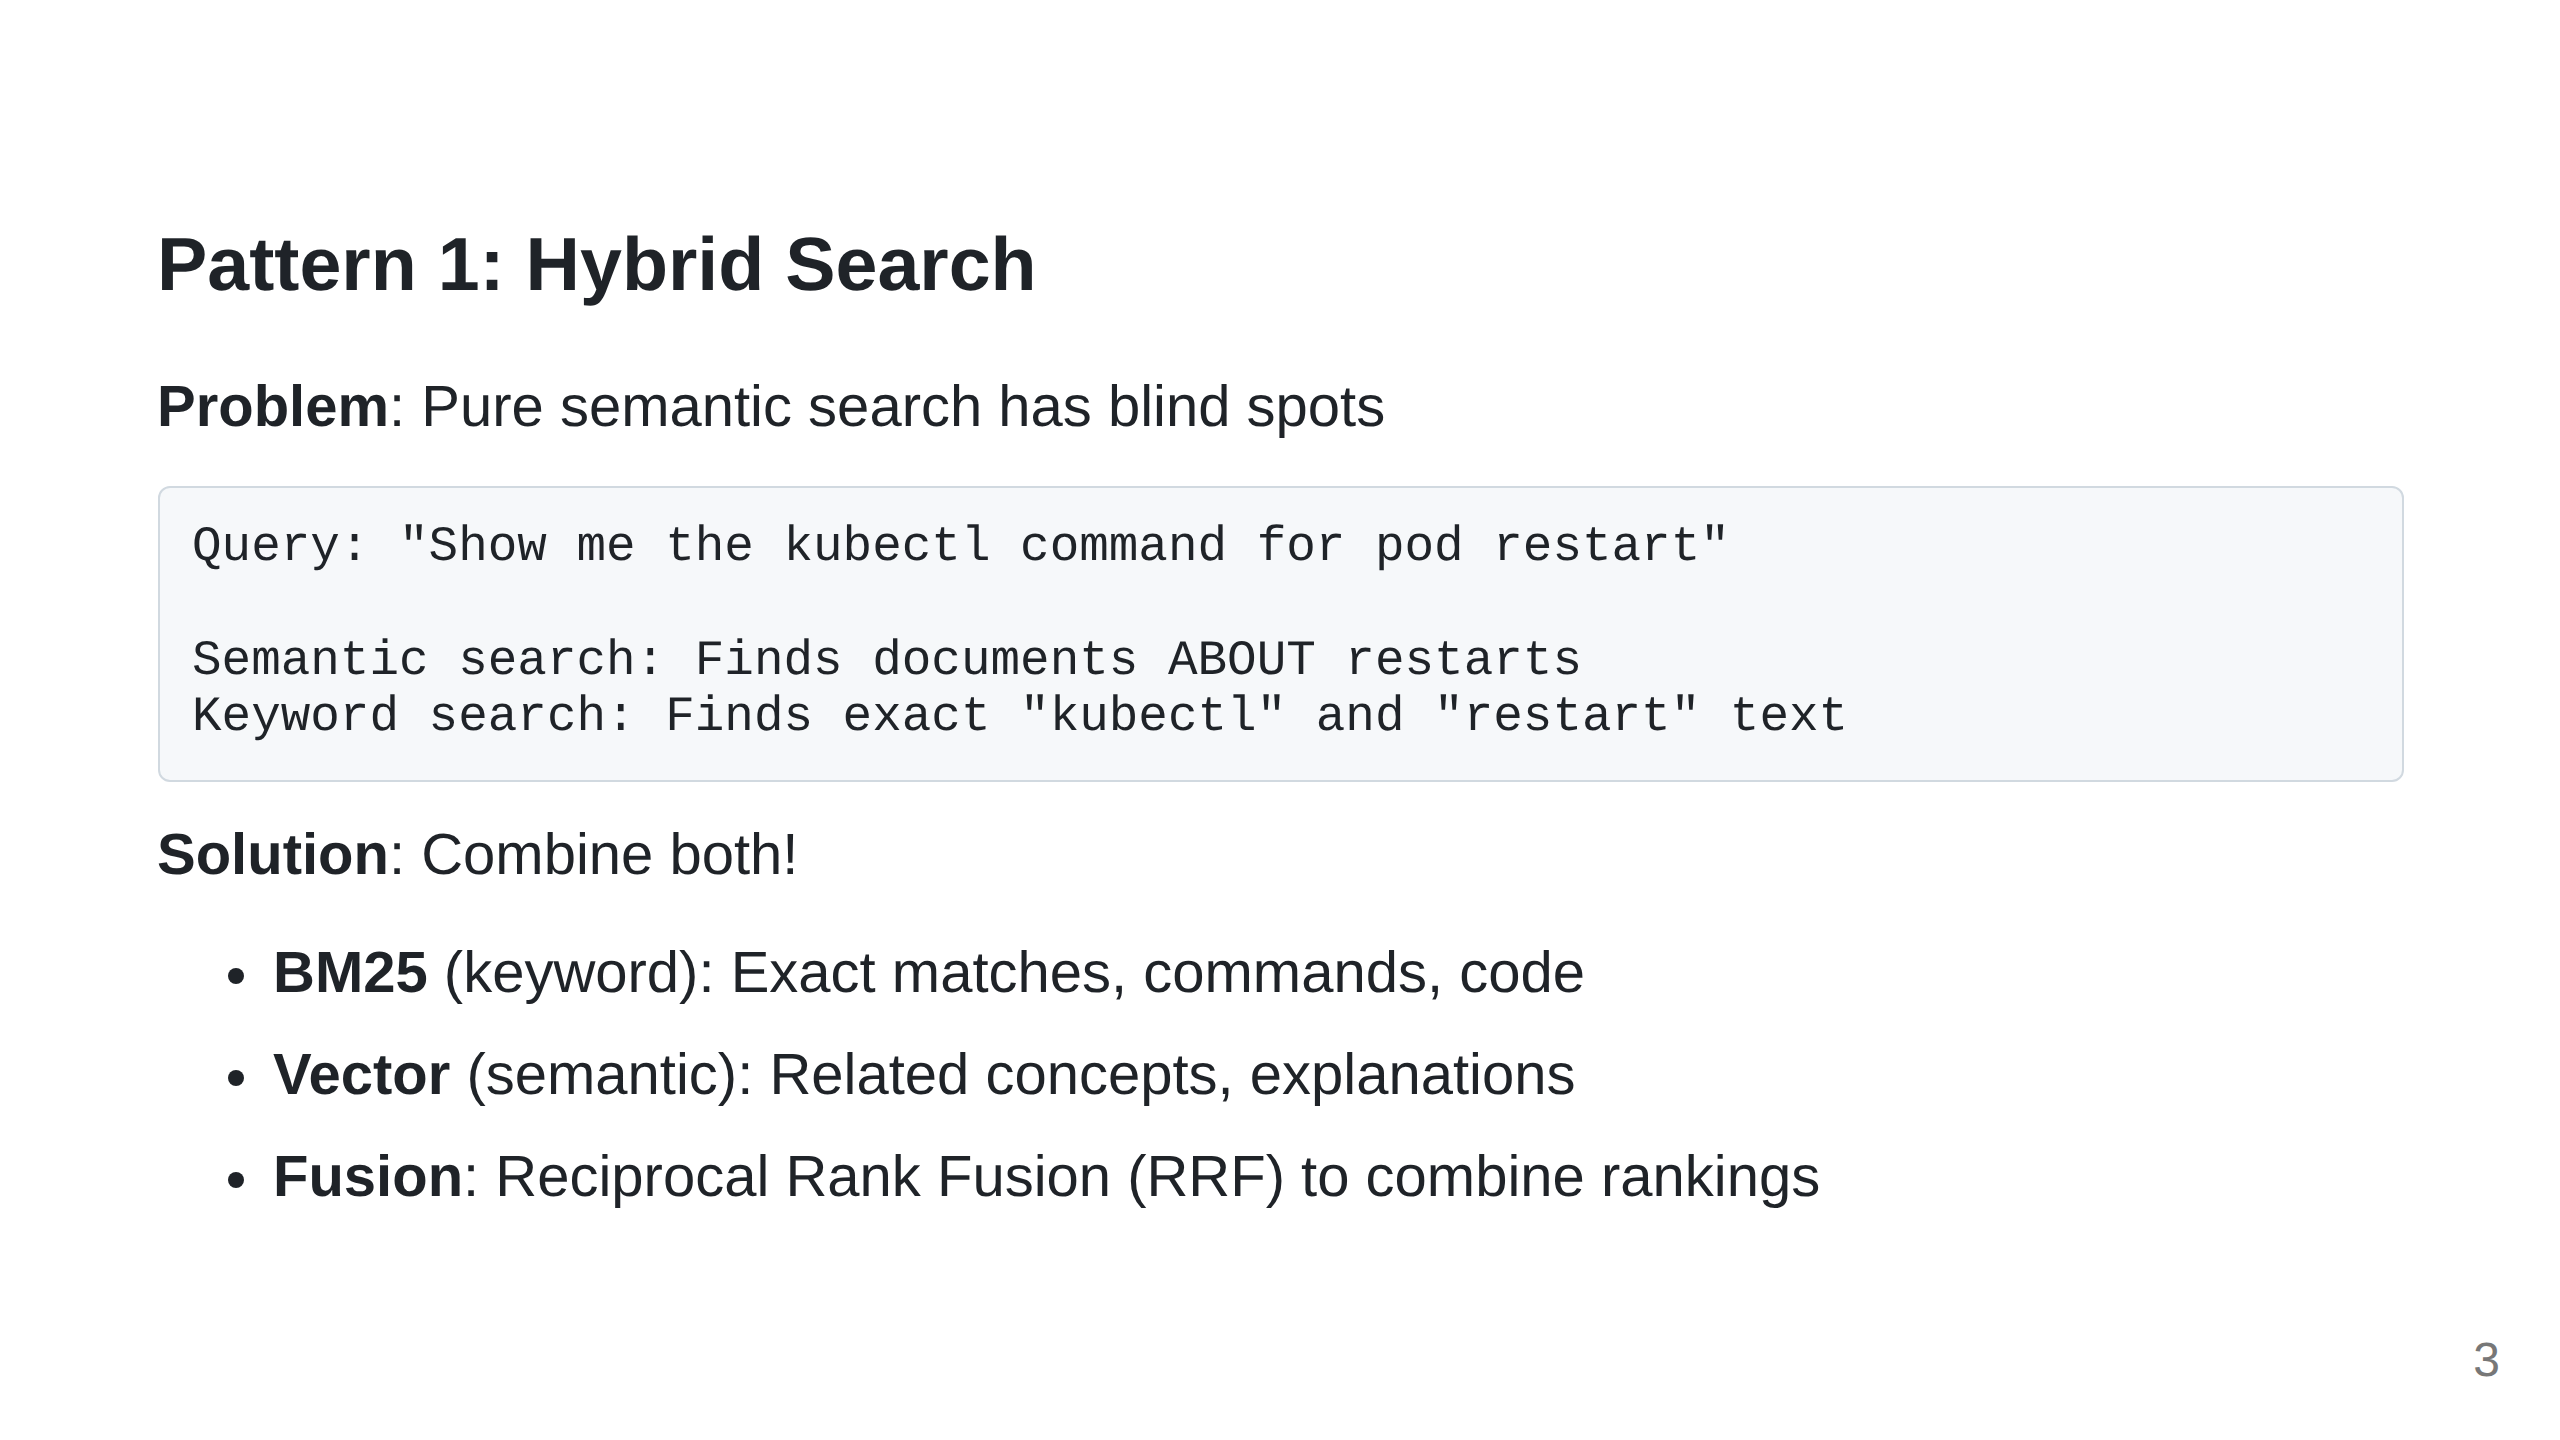 Pattern 1: Hybrid Search
Problem: Pure semantic search has blind spots
Query: "Show me the kubectl command for pod restart"
Semantic search: Finds documents ABOUT restarts
Keyword search: Finds exact "kubectl" and "restart" text
Solution: Combine both!
• BM25 (keyword): Exact matches, commands, code
• Vector (semantic): Related concepts, explanations
• Fusion: Reciprocal Rank Fusion (RRF) to combine rankings
3